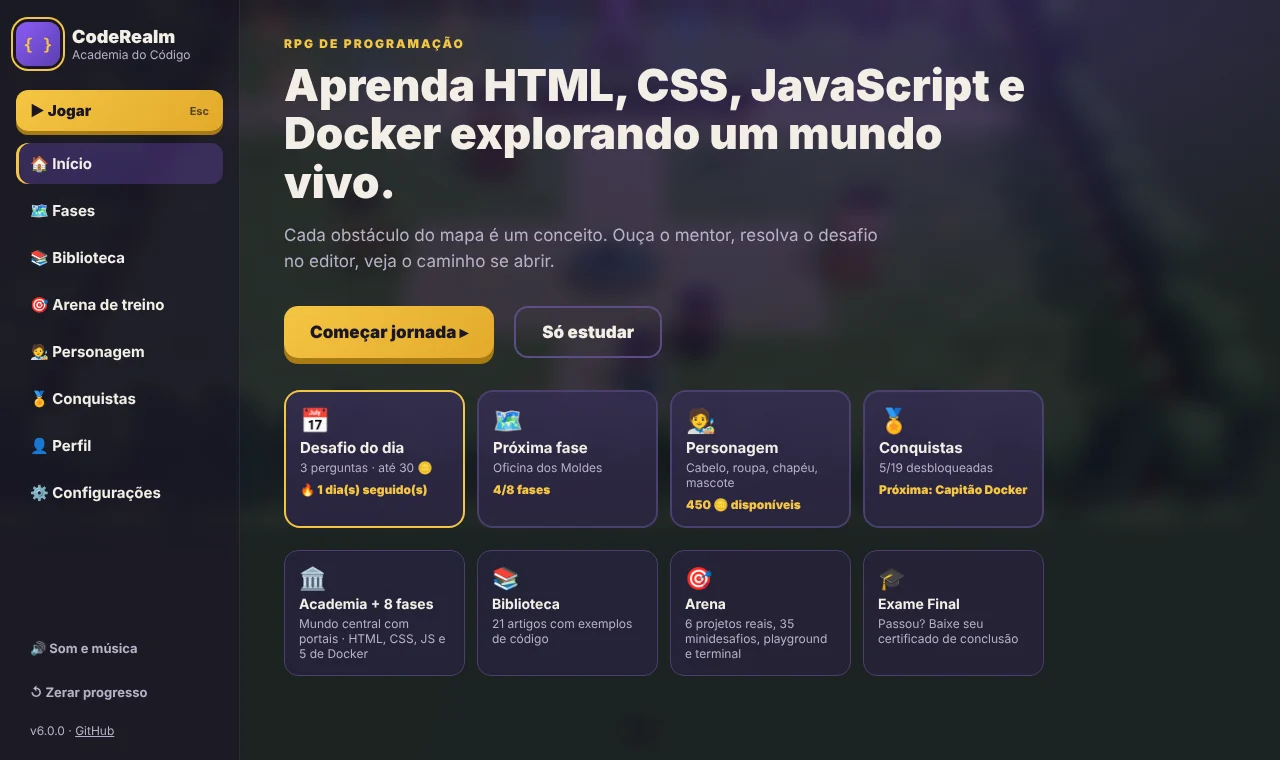 { }
CodeRealm
Academia do Código
▶ Jogar Esc
🏠 Início
🗺️ Fases
📚 Biblioteca
🎯 Arena de treino
🧑‍🎨 Personagem
🏅 Conquistas
👤 Perfil
⚙️ Configurações
🔊 Som e música
↺ Zerar progresso
v6.0.0 · GitHub
RPG DE PROGRAMAÇÃO
Aprenda HTML, CSS, JavaScript e
Docker explorando um mundo
vivo.
Cada obstáculo do mapa é um conceito. Ouça o mentor, resolva o desafio
no editor, veja o caminho se abrir.
Começar jornada ▸
Só estudar
Desafio do dia
3 perguntas · até 30 🪙
🔥 1 dia(s) seguido(s)
Próxima fase
Oficina dos Moldes
4/8 fases
Personagem
Cabelo, roupa, chapéu,
mascote
450 🪙 disponíveis
Conquistas
5/19 desbloqueadas
Próxima: Capitão Docker
Academia + 8 fases
Mundo central com
portais · HTML, CSS, JS e
5 de Docker
Biblioteca
21 artigos com exemplos
de código
Arena
6 projetos reais, 35
minidesafios, playground
e terminal
Exame Final
Passou? Baixe seu
certificado de conclusão